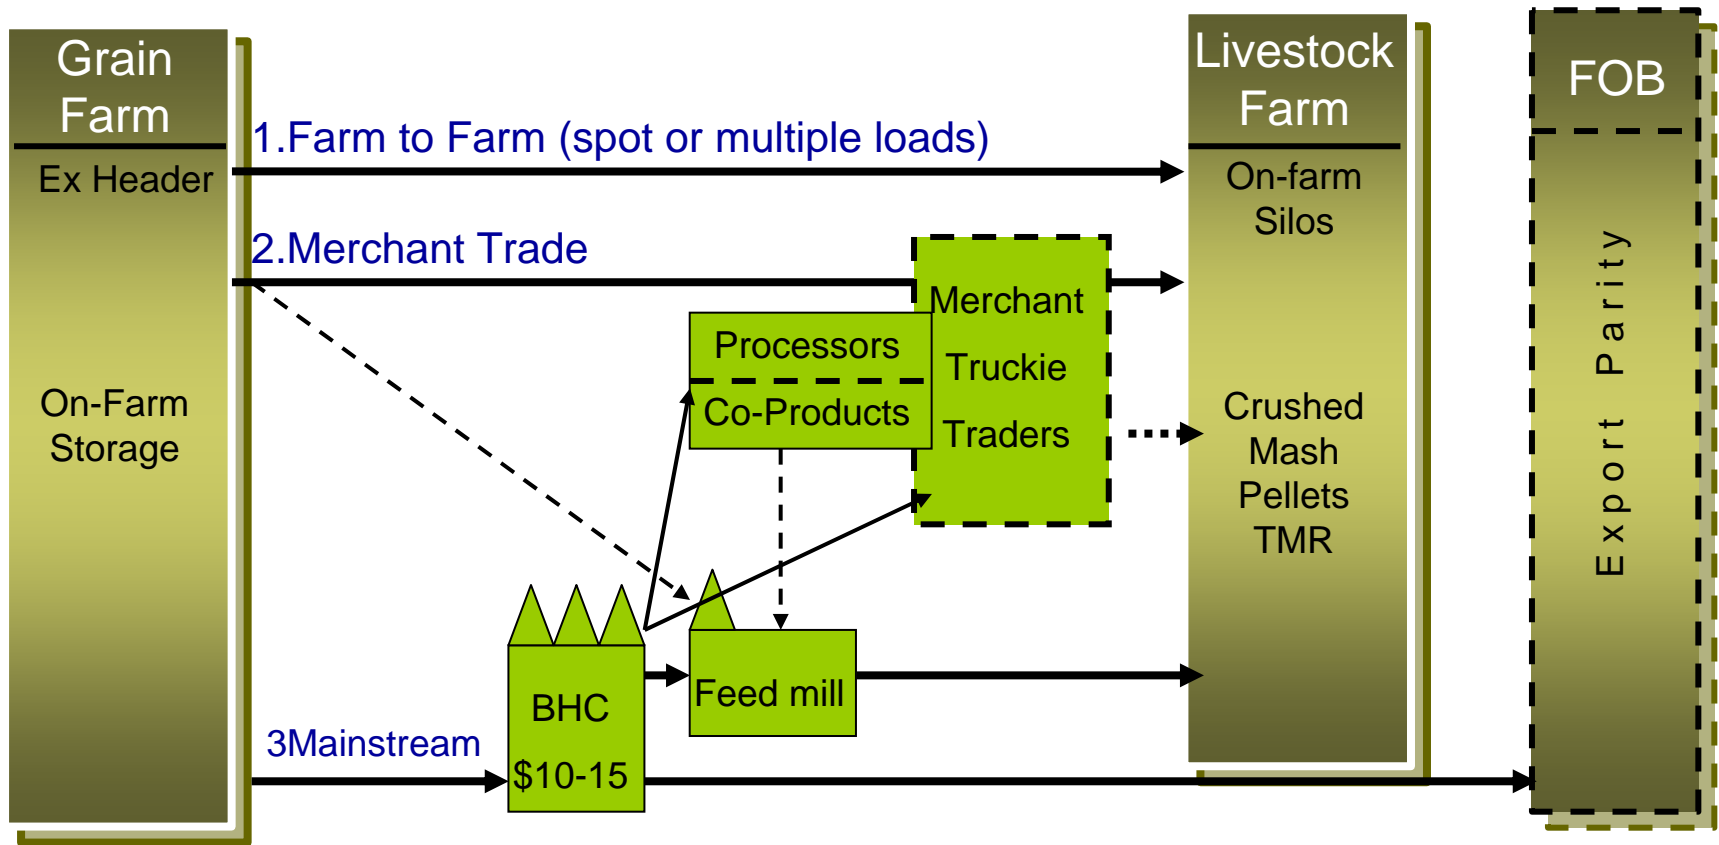 Grain
Farm
Ex Header
On-Farm
Storage
1.Farm to Farm (spot or multiple loads)
2.Merchant Trade
Processors
Co-Products
Merchant
Truckie
Traders
3Mainstream
BHC
$10-15
Feed mill
Livestock
Farm
On-farm
Silos
Crushed
Mash
Pellets
TMR
FOB
Export Parity